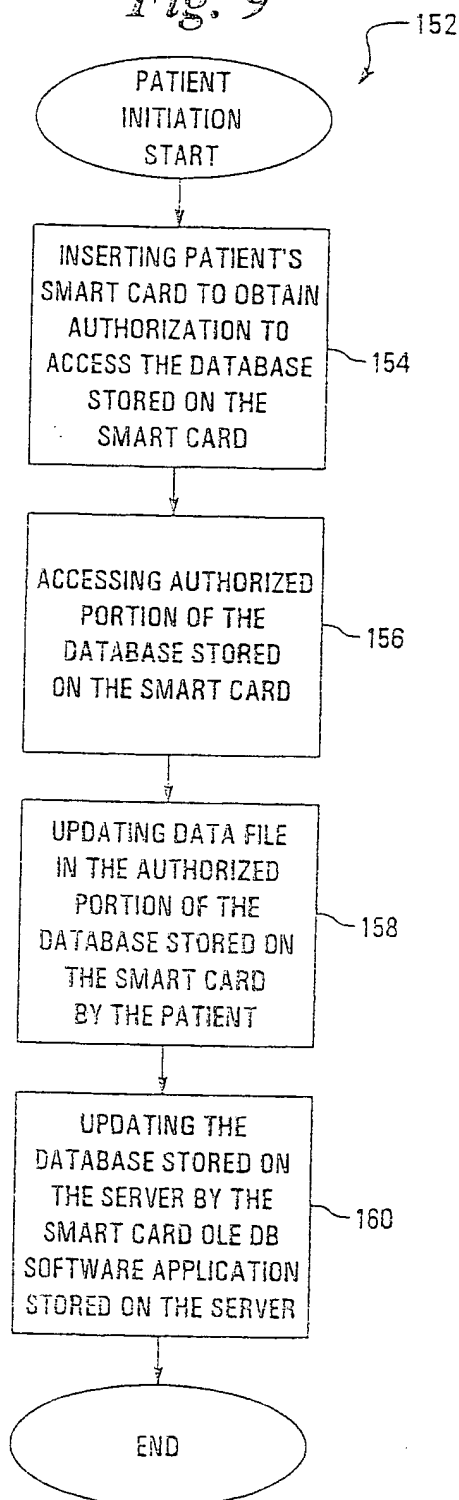 Fig. 9
152
PATIENT
INITIATION
START
INSERTING PATIENT'S
SMART CARD TO OBTAIN
AUTHORIZATION TO
ACCESS THE DATABASE
STORED ON THE
SMART CARD
154
ACCESSING AUTHORIZED
PORTION OF THE
DATABASE STORED
ON THE SMART CARD
156
UPDATING DATA FILE
IN THE AUTHORIZED
PORTION OF THE
DATABASE STORED ON
THE SMART CARD
BY THE PATIENT
158
UPDATING THE
DATABASE STORED ON
THE SERVER BY THE
SMART CARD OLE DB
SOFTWARE APPLICATION
STORED ON THE SERVER
160
END